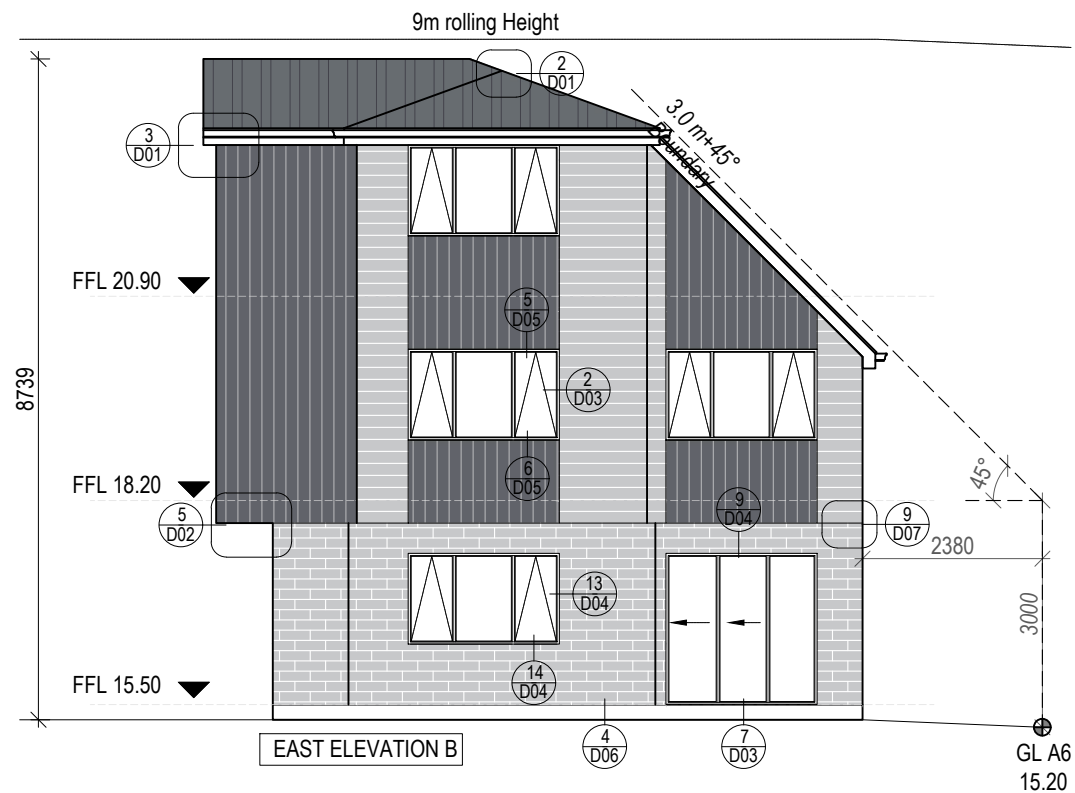 9m rolling Height
2
D01
3
D01
3.0 m+45°
Boundary
FFL 20.90
5
D05
2
D03
8739
6
D05
FFL 18.20
45°
9
D04
5
D02
9
D07
2380
13
D04
3000
14
D04
FFL 15.50
4
D06
7
D03
EAST ELEVATION B
GL A6
15.20